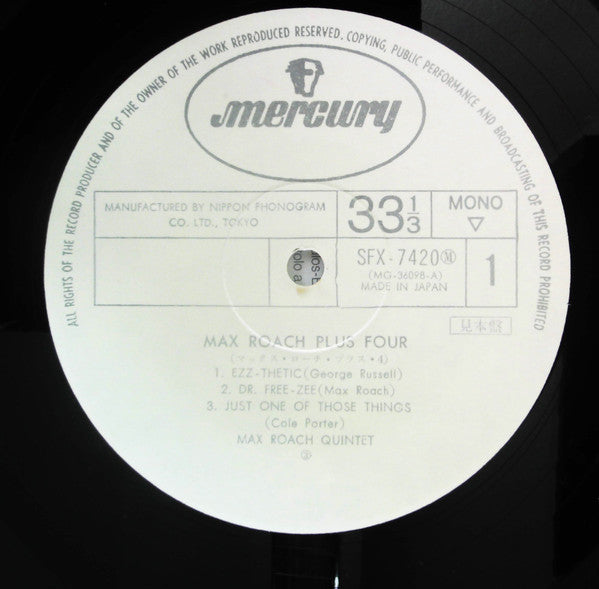 ALL RIGHTS OF THE RECORD PRODUCER AND OF THE OWNER OF THE WORK REPRODUCED RESERVED. COPYING, PUBLIC PERFORMANCE AND BROADCASTING OF THIS RECORD PROHIBITED
mercury
MANUFACTURED BY NIPPON PHONOGRAM
CO. LTD., TOKYO
33 1/3
MONO
▽
SFX-7420Ⓜ
(MG-36098-A)
MADE IN JAPAN
1
見本盤
MAX ROACH PLUS FOUR
(マックス・ローチ・プラス・4)
1. EZZ-THETIC(George Russell)
2. DR. FREE-ZEE(Max Roach)
3. JUST ONE OF THOSE THINGS
(Cole Porter)
MAX ROACH QUINTET